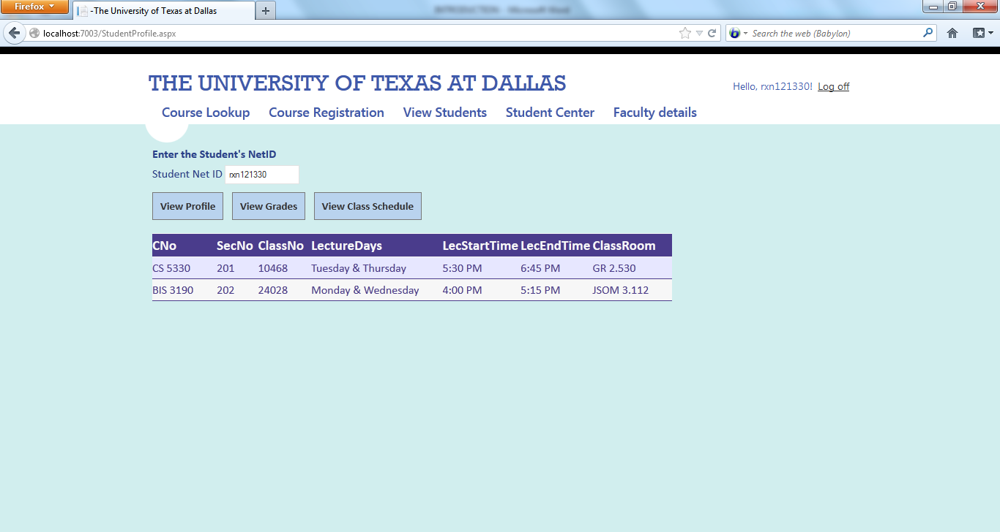 Firefox
-The University of Texas at Dallas
INTRODUCTION - Microsoft Word
localhost:7003/StudentProfile.aspx
Search the web (Babylon)
THE UNIVERSITY OF TEXAS AT DALLAS
Hello, rxn121330! Log off
Course Lookup Course Registration View Students Student Center Faculty details
Enter the Student's NetID
Student Net ID rxn121330
View Profile View Grades View Class Schedule
CNo SecNo ClassNo LectureDays LecStartTime LecEndTime ClassRoom
CS 5330 201 10468 Tuesday & Thursday 5:30 PM 6:45 PM GR 2.530
BIS 3190 202 24028 Monday & Wednesday 4:00 PM 5:15 PM JSOM 3.112